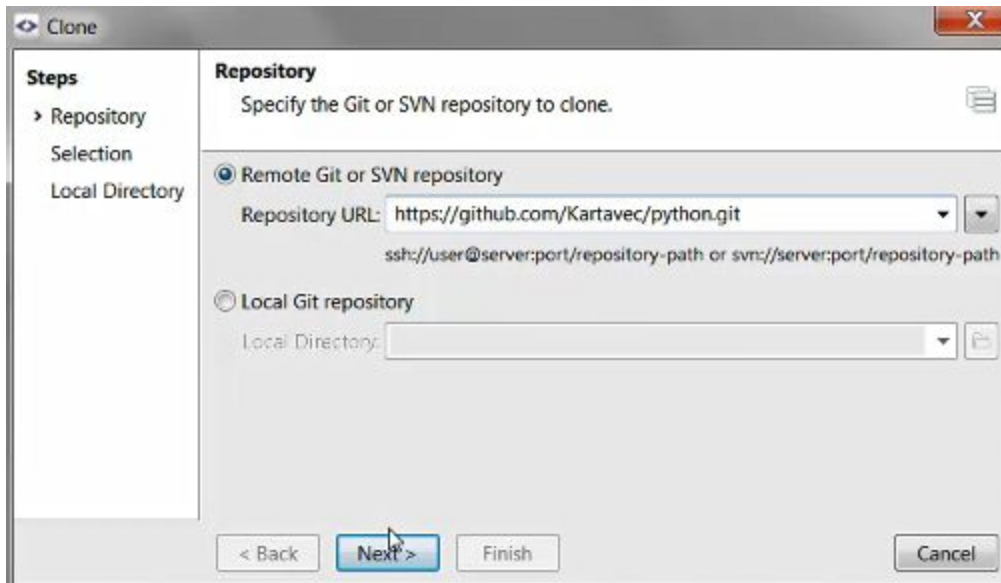 Clone
Steps
Repository
Selection
Local Directory
Repository
Specify the Git or SVN repository to clone.
Remote Git or SVN repository
Repository URL: https://github.com/Kartavec/python.git
ssh://user@server:port/repository-path or svn://server:port/repository-path
Local Git repository
Local Directory:
< Back Next > Finish Cancel